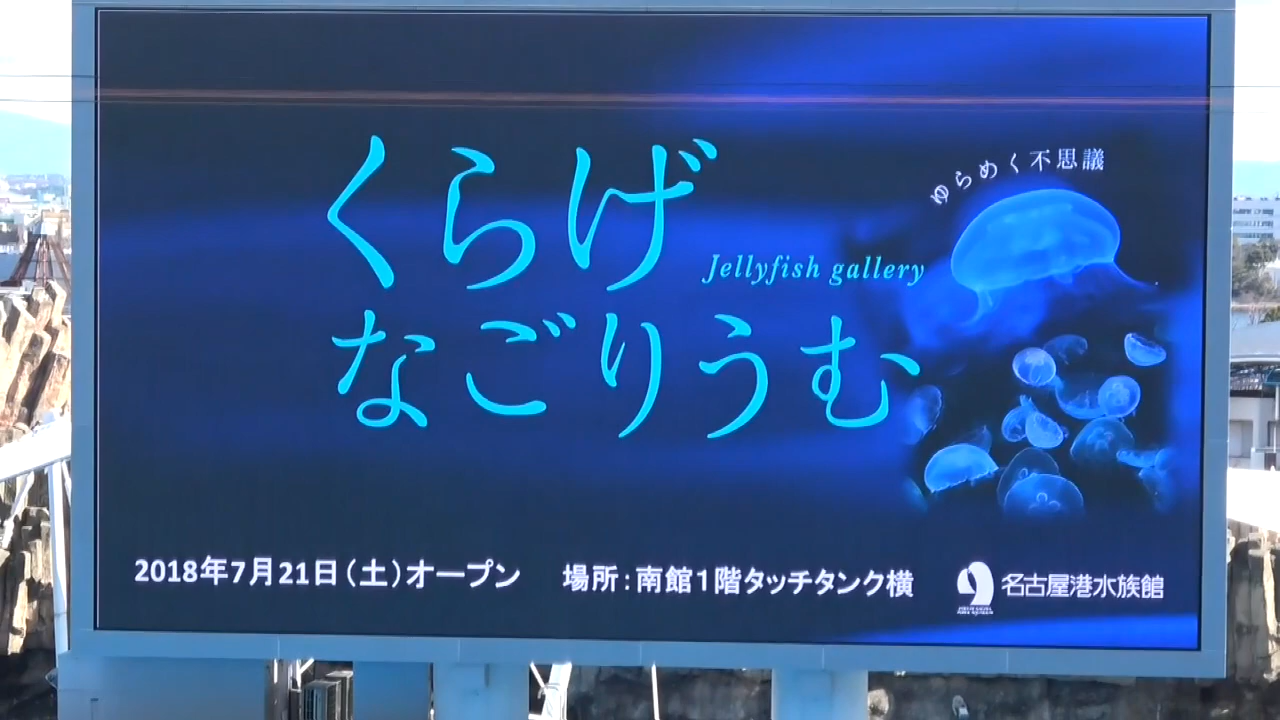 ゆらめく不思議
くらげ
Jellyfish gallery
なごりうむ
2018年7月21日(土)オープン 場所:南館1階タッチタンク横
名古屋港水族館